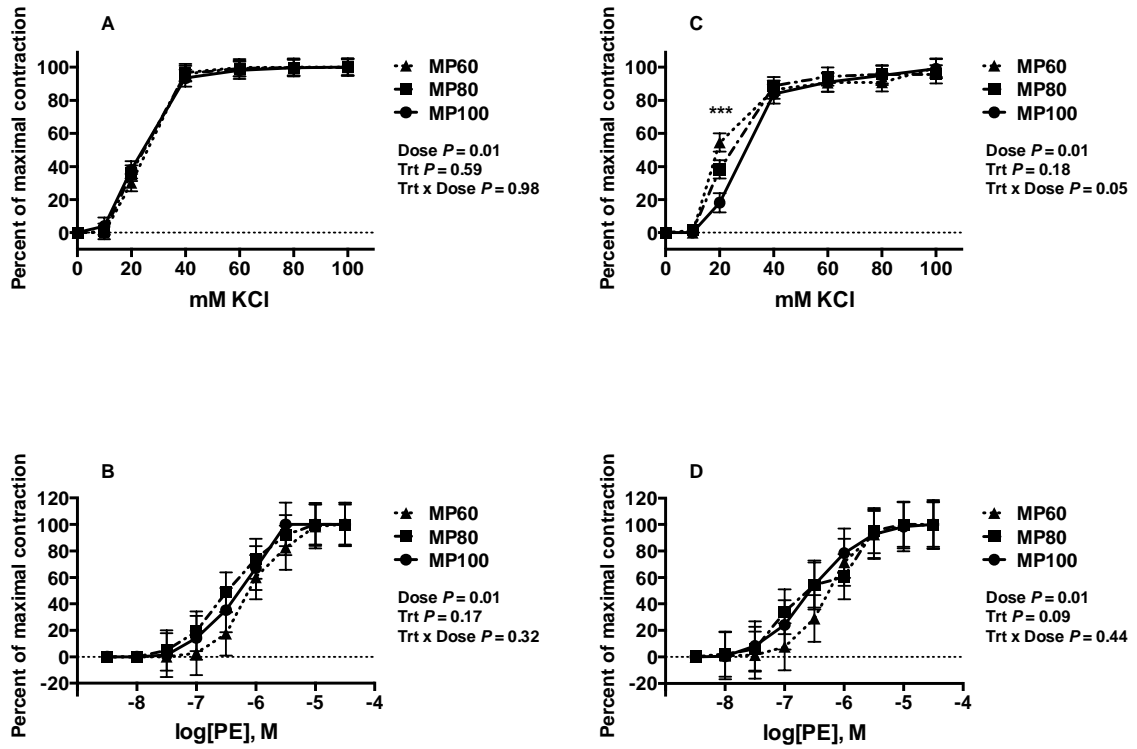 A
Percent of maximal contraction
100
80
60
40
20
0
0 20 40 60 80 100
mM KCl
MP60
MP80
MP100
Dose P = 0.01
Trt P = 0.59
Trt x Dose P = 0.98
C
Percent of maximal contraction
100
80
60
40
20
0
***
0 20 40 60 80 100
mM KCl
MP60
MP80
MP100
Dose P = 0.01
Trt P = 0.18
Trt x Dose P = 0.05
B
Percent of maximal contraction
120
100
80
60
40
20
0
-20
-8 -7 -6 -5 -4
log[PE], M
MP60
MP80
MP100
Dose P = 0.01
Trt P = 0.17
Trt x Dose P = 0.32
D
Percent of maximal contraction
120
100
80
60
40
20
0
-20
-8 -7 -6 -5 -4
log[PE], M
MP60
MP80
MP100
Dose P = 0.01
Trt P = 0.09
Trt x Dose P = 0.44